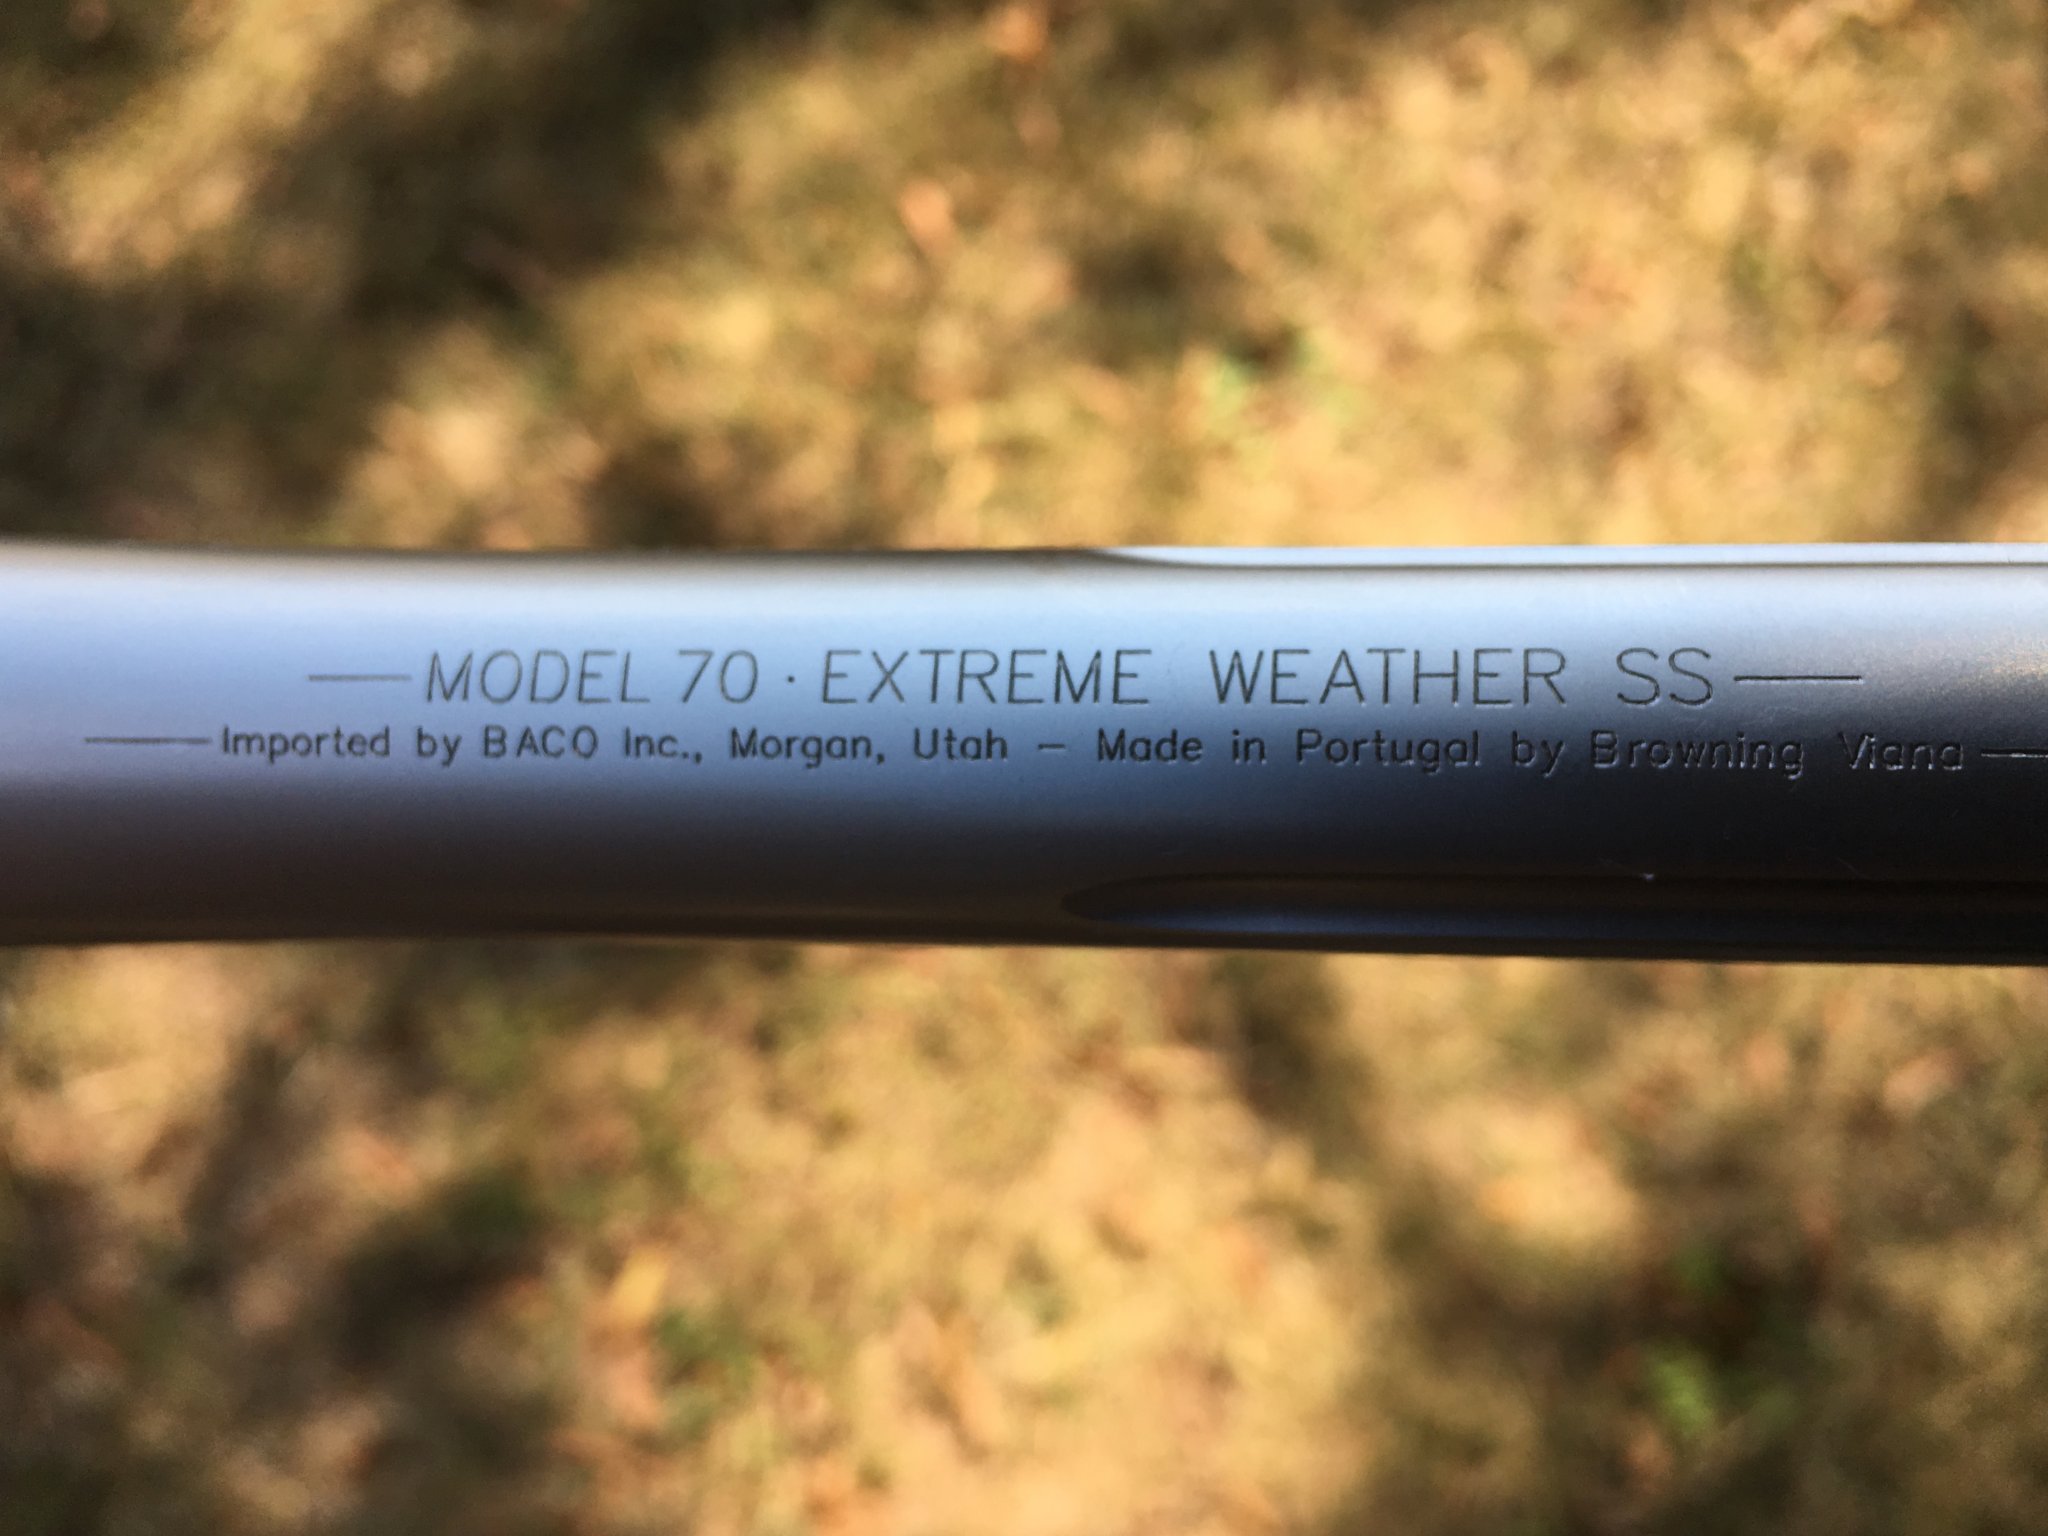 MODEL 70 · EXTREME WEATHER SS
Imported by BACO Inc., Morgan, Utah – Made in Portugal by Browning Viana